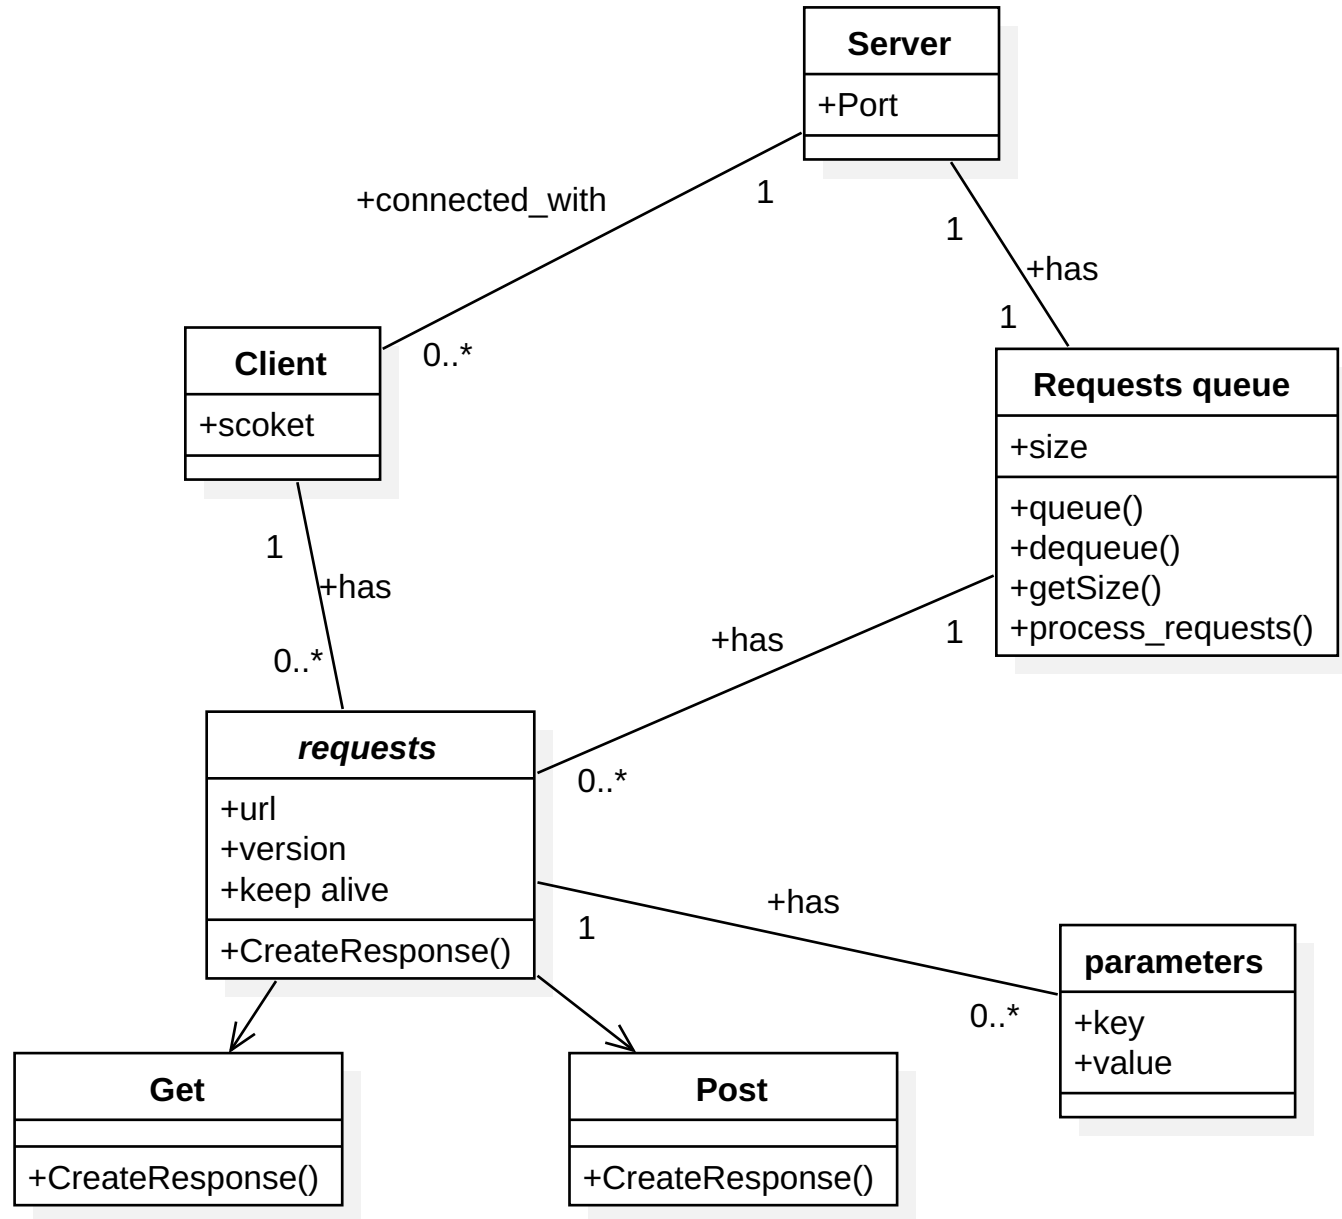 Server
+Port
+connected_with
1
1
+has
1
0..*
Client
+scoket
Requests queue
+size
+queue()
+dequeue()
+getSize()
+process_requests()
1
+has
0..*
+has
1
requests
+url
+version
+keep alive
+CreateResponse()
0..*
+has
1
0..*
parameters
+key
+value
Get
+CreateResponse()
Post
+CreateResponse()